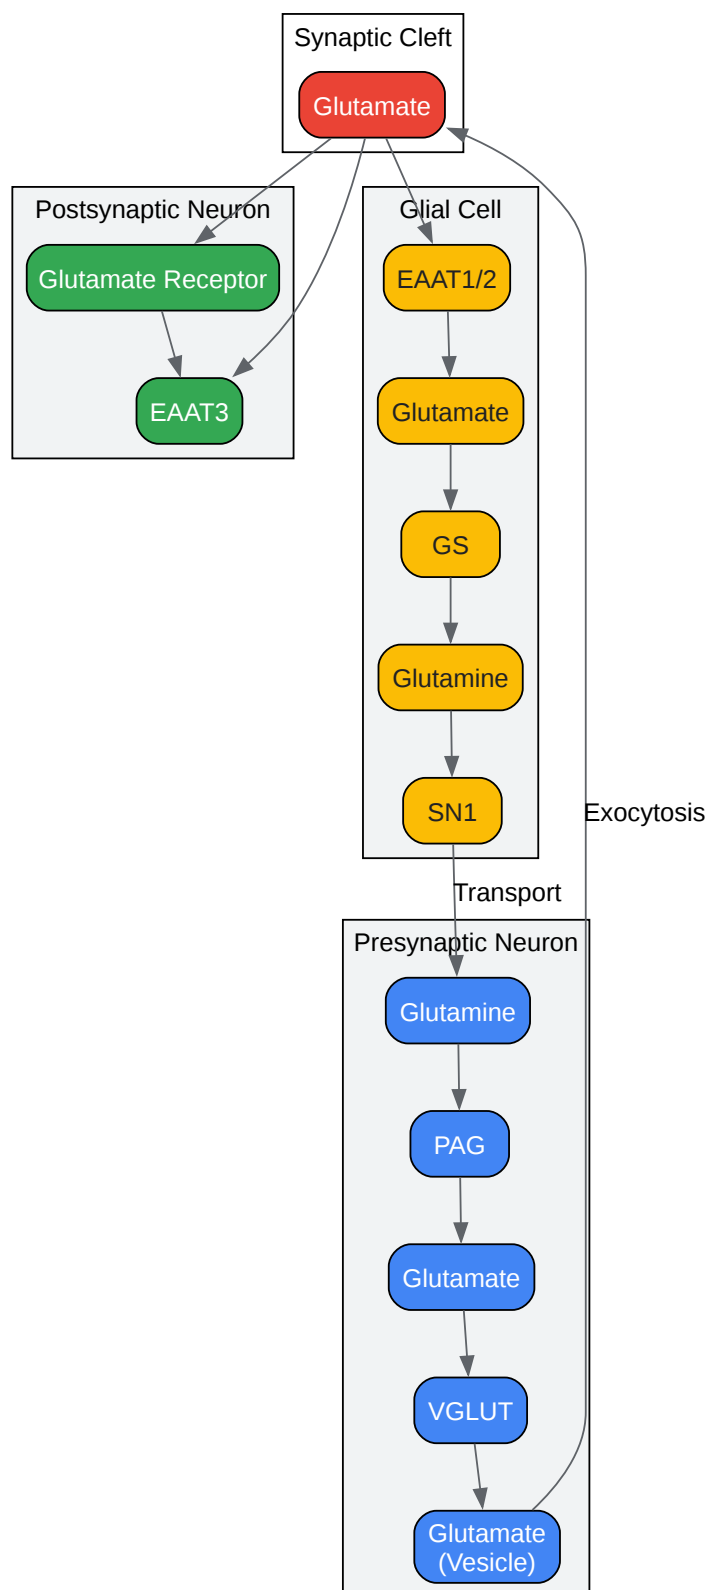 Synaptic Cleft
Glutamate
Postsynaptic Neuron
Glutamate Receptor
EAAT3
Glial Cell
EAAT1/2
Glutamate
GS
Glutamine
SN1
Exocytosis
Transport
Presynaptic Neuron
Glutamine
PAG
Glutamate
VGLUT
Glutamate
(Vesicle)